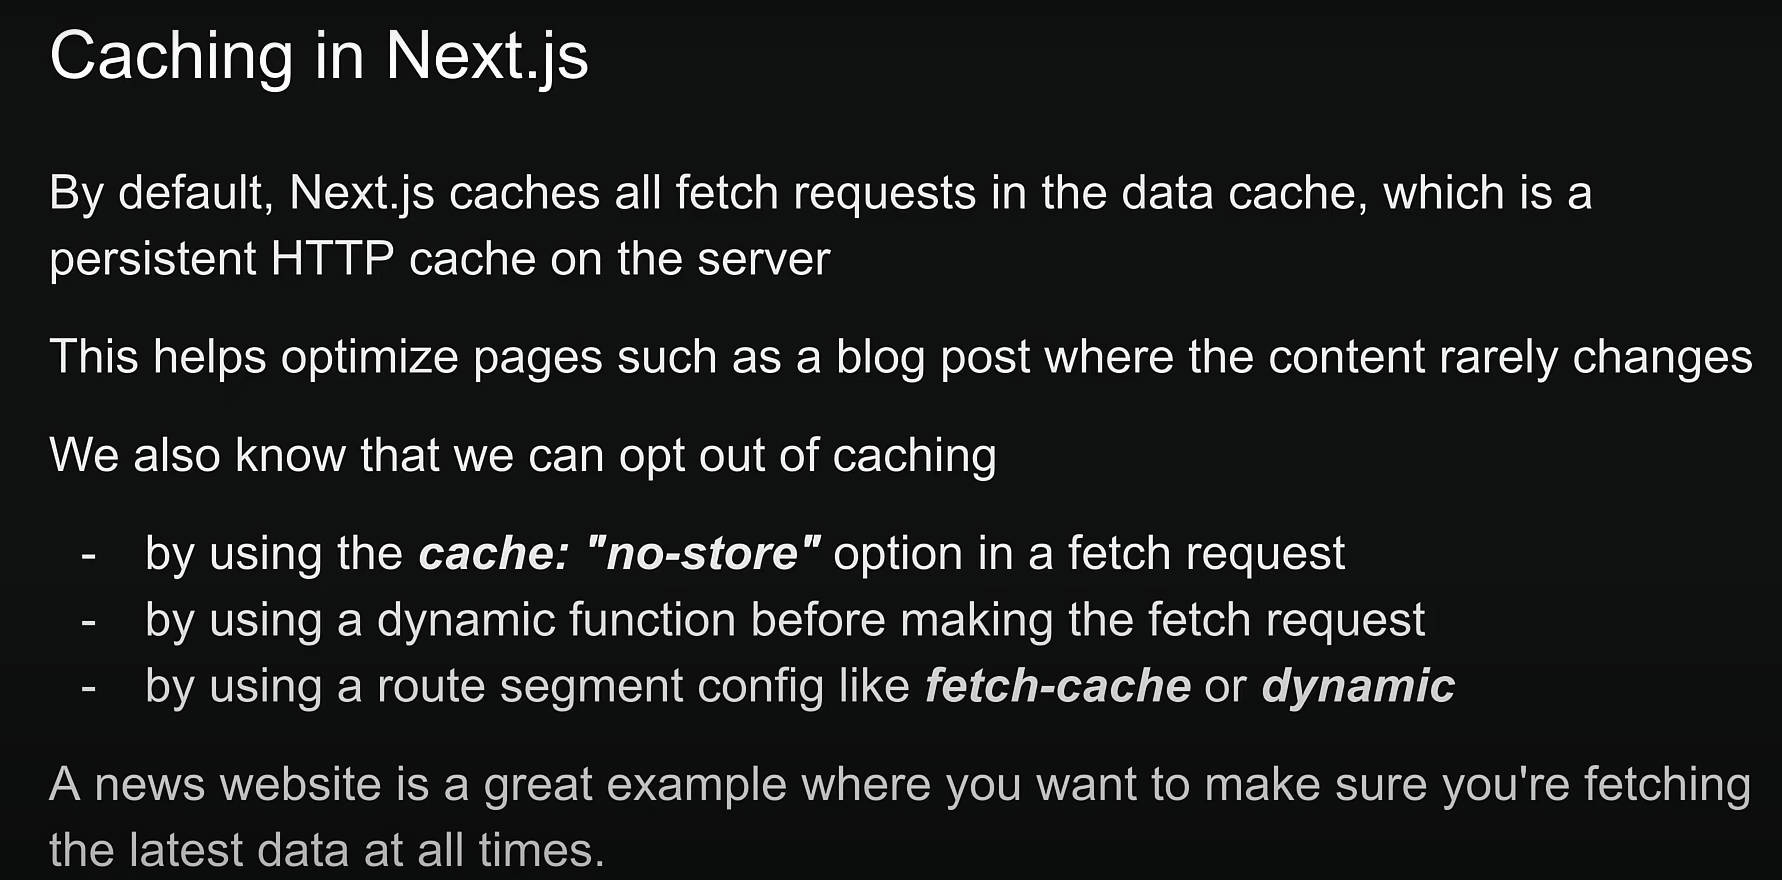 Caching in Next.js
By default, Next.js caches all fetch requests in the data cache, which is a
persistent HTTP cache on the server
This helps optimize pages such as a blog post where the content rarely changes
We also know that we can opt out of caching
- by using the cache: "no-store" option in a fetch request
- by using a dynamic function before making the fetch request
- by using a route segment config like fetch-cache or dynamic
A news website is a great example where you want to make sure you're fetching
the latest data at all times.